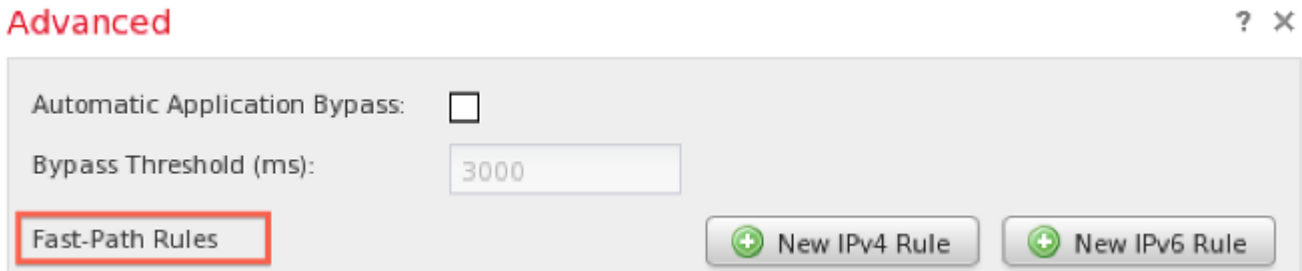 Advanced ? ×
Automatic Application Bypass:
Bypass Threshold (ms): 3000
Fast-Path Rules New IPv4 Rule New IPv6 Rule